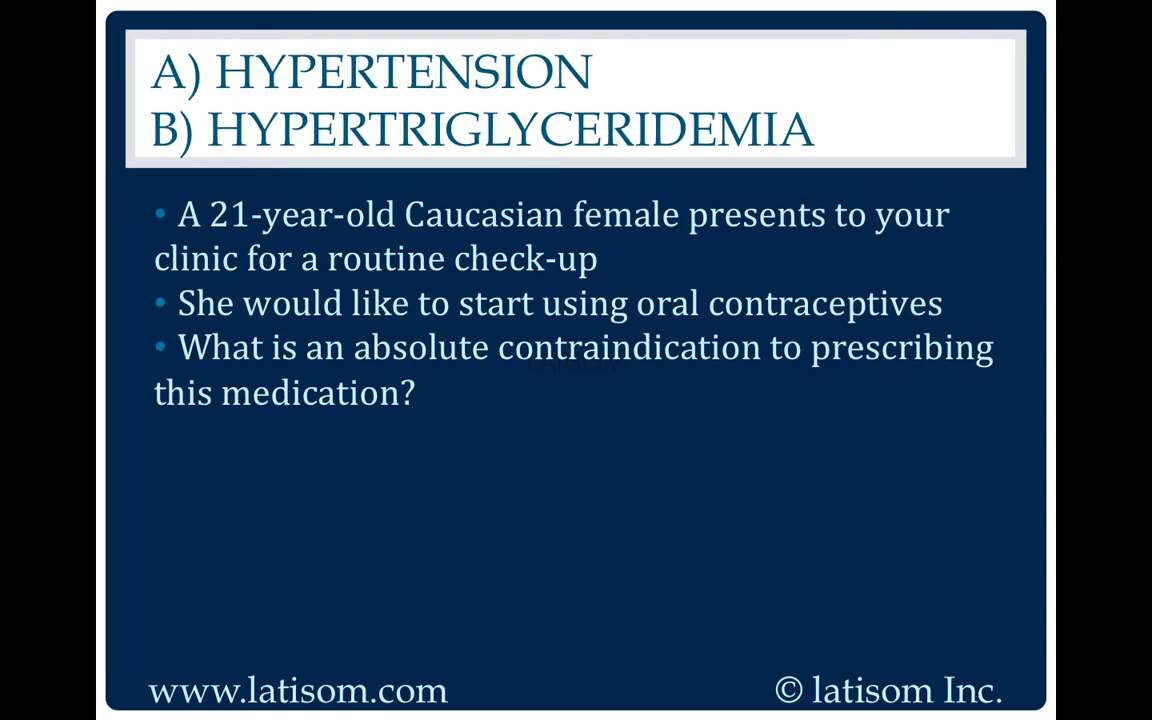 A) HYPERTENSION
B) HYPERTRIGLYCERIDEMIA
• A 21-year-old Caucasian female presents to your
clinic for a routine check-up
• She would like to start using oral contraceptives
• What is an absolute contraindication to prescribing
this medication?
www.latisom.com
© latisom Inc.